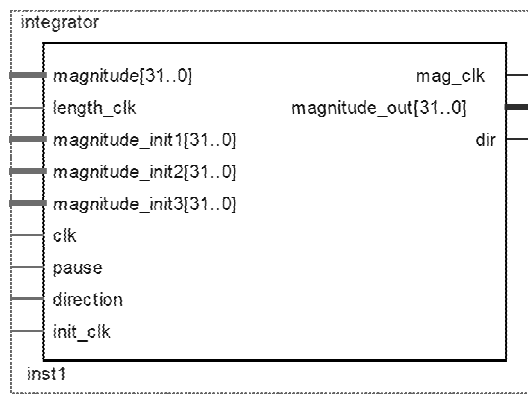 integrator
magnitude[31..0] mag_clk
length_clk magnitude_out[31..0]
magnitude_init1[31..0] dir
magnitude_init2[31..0]
magnitude_init3[31..0]
clk
pause
direction
init_clk
inst1